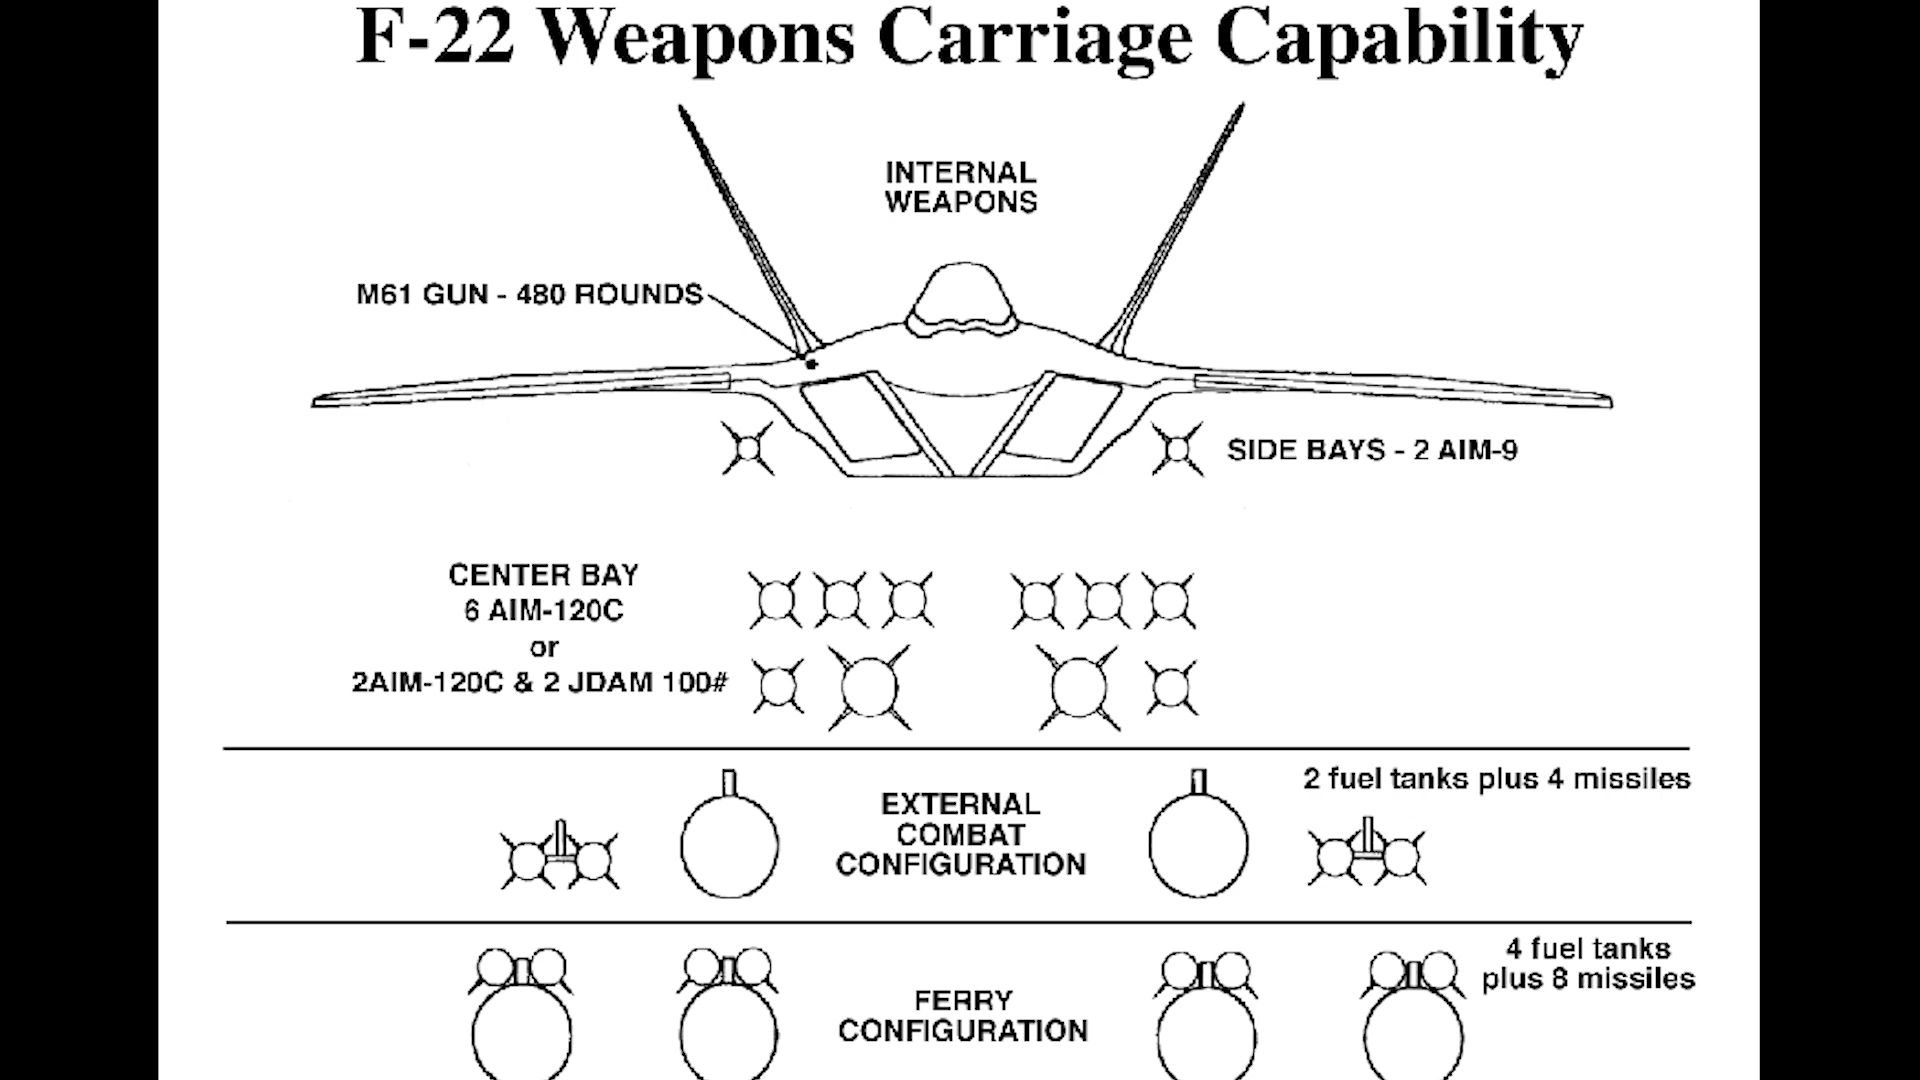 F-22 Weapons Carriage Capability
INTERNAL
WEAPONS
M61 GUN - 480 ROUNDS
SIDE BAYS - 2 AIM-9
CENTER BAY
6 AIM-120C
or
2AIM-120C & 2 JDAM 100#
2 fuel tanks plus 4 missiles
EXTERNAL
COMBAT
CONFIGURATION
4 fuel tanks
plus 8 missiles
FERRY
CONFIGURATION